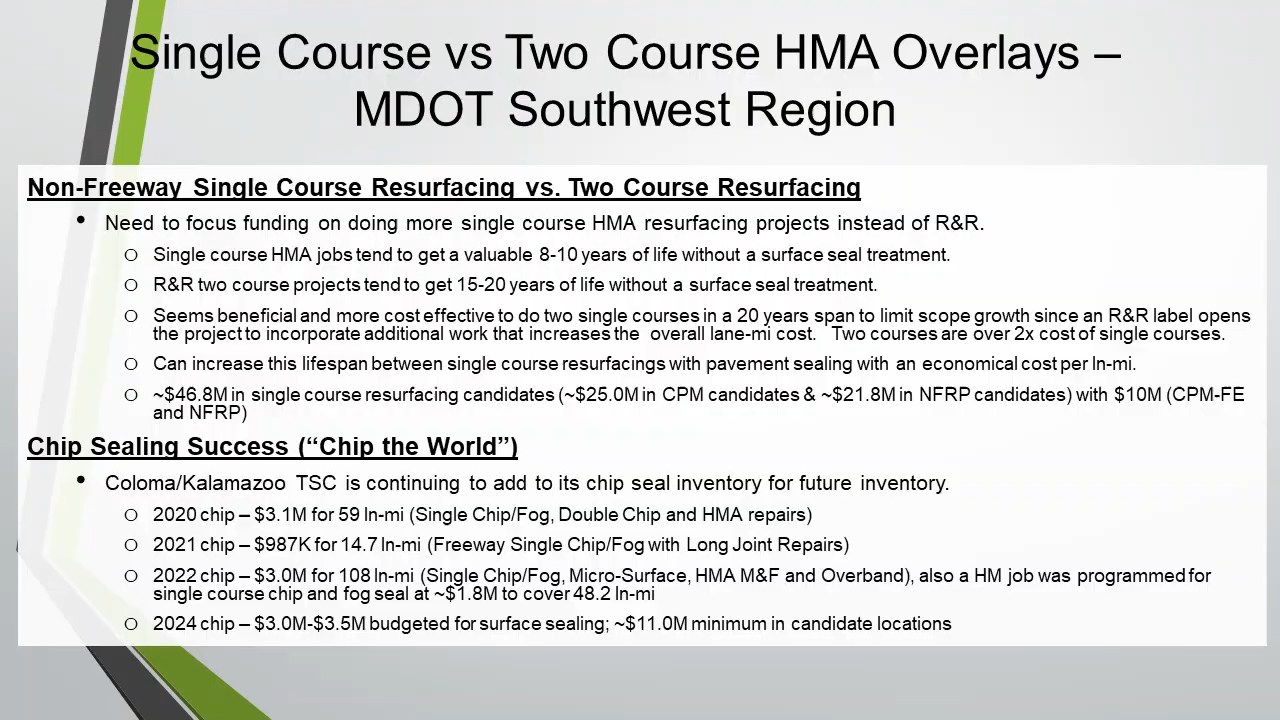 Single Course vs Two Course HMA Overlays –
MDOT Southwest Region
Non-Freeway Single Course Resurfacing vs. Two Course Resurfacing
• Need to focus funding on doing more single course HMA resurfacing projects instead of R&R.
o Single course HMA jobs tend to get a valuable 8-10 years of life without a surface seal treatment.
o R&R two course projects tend to get 15-20 years of life without a surface seal treatment.
o Seems beneficial and more cost effective to do two single courses in a 20 years span to limit scope growth since an R&R label opens
the project to incorporate additional work that increases the overall lane-mi cost. Two courses are over 2x cost of single courses.
o Can increase this lifespan between single course resurfacings with pavement sealing with an economical cost per ln-mi.
o ~$46.8M in single course resurfacing candidates (~$25.0M in CPM candidates & ~$21.8M in NFRP candidates) with $10M (CPM-FE
and NFRP)
Chip Sealing Success (“Chip the World”)
• Coloma/Kalamazoo TSC is continuing to add to its chip seal inventory for future inventory.
o 2020 chip – $3.1M for 59 ln-mi (Single Chip/Fog, Double Chip and HMA repairs)
o 2021 chip – $987K for 14.7 ln-mi (Freeway Single Chip/Fog with Long Joint Repairs)
o 2022 chip – $3.0M for 108 ln-mi (Single Chip/Fog, Micro-Surface, HMA M&F and Overband), also a HM job was programmed for
single course chip and fog seal at ~$1.8M to cover 48.2 ln-mi
o 2024 chip – $3.0M-$3.5M budgeted for surface sealing; ~$11.0M minimum in candidate locations